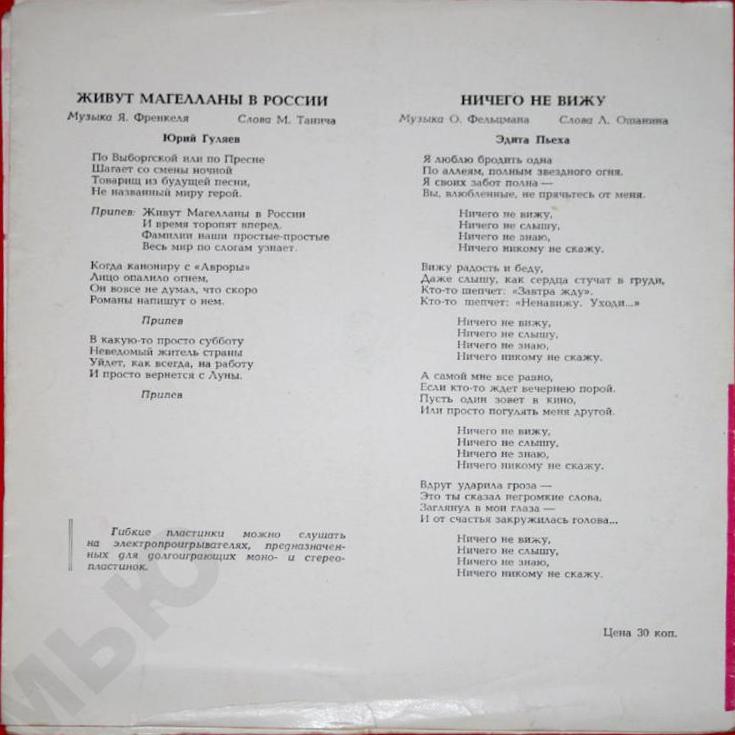 ЖИВУТ МАГЕЛЛАНЫ В РОССИИ
Музыка Я. Френкеля Слова М. Танича
Юрий Гуляев
По Выборгской или по Пресне
Шагает со смены ночной
Товарищ из будущей песни,
Не названный миру герой.
Припев: Живут Магелланы в России
И время торопят вперед.
Фамилии наши простые-простые
Весь мир по слогам узнает.
Когда канониру с «Авроры»
Лицо опалило огнем,
Он вовсе не думал, что скоро
Романы напишут о нем.
Припев
В какую-то просто субботу
Неведомый житель страны
Уйдет, как всегда, на работу
И просто вернется с Луны.
Припев
Гибкие пластинки можно слушать
на электропроигрывателях, предназначен-
ных для долгоиграющих моно- и стерео-
пластинок.
НИЧЕГО НЕ ВИЖУ
Музыка О. Фельцмана Слова Л. Ошанина
Эдита Пьеха
Я люблю бродить одна
По аллеям, полным звездного огня.
Я своих забот полна —
Вы, влюбленные, не прячьтесь от меня.
Ничего не вижу,
Ничего не слышу,
Ничего не знаю,
Ничего никому не скажу.
Вижу радость и беду,
Даже слышу, как сердца стучат в груди,
Кто-то шепчет: «Завтра жду».
Кто-то шепчет: «Ненавижу. Уходи...»
Ничего не вижу,
Ничего не слышу,
Ничего не знаю,
Ничего никому не скажу.
А самой мне все равно,
Если кто-то ждет вечернею порой.
Пусть один зовет в кино,
Или просто погулять меня другой.
Ничего не вижу,
Ничего не слышу,
Ничего не знаю,
Ничего никому не скажу.
Вдруг ударила гроза —
Это ты сказал негромкие слова,
Заглянул в мои глаза —
И от счастья закружилась голова...
Ничего не вижу,
Ничего не слышу,
Ничего не знаю,
Ничего никому не скажу.
Цена 30 коп.